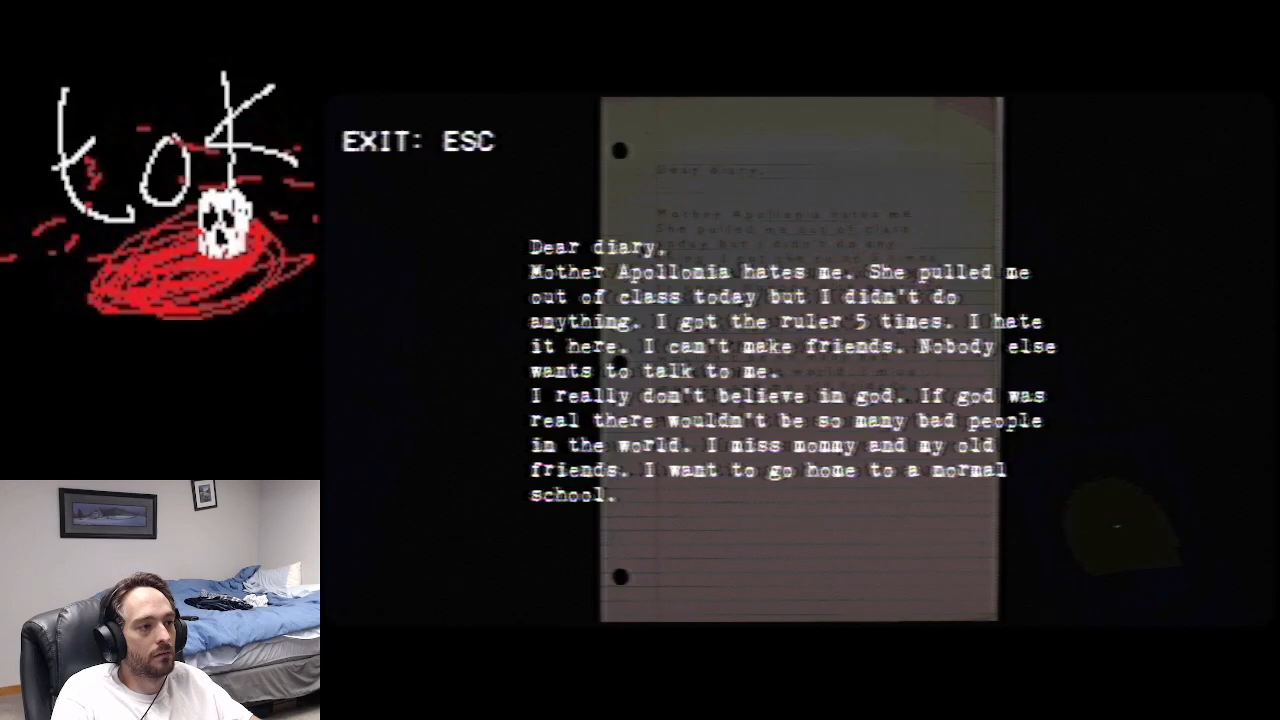 tok
EXIT: ESC
Dear diary,
Mother Apollonia hates me. She pulled me
out of class today but I didn't do
anything. I got the ruler 5 times. I hate
it here. I can't make friends. Nobody else
wants to talk to me.
I really don't believe in god. If god was
real there wouldn't be so many bad people
in the world. I miss mommy and my old
friends. I want to go home to a normal
school.